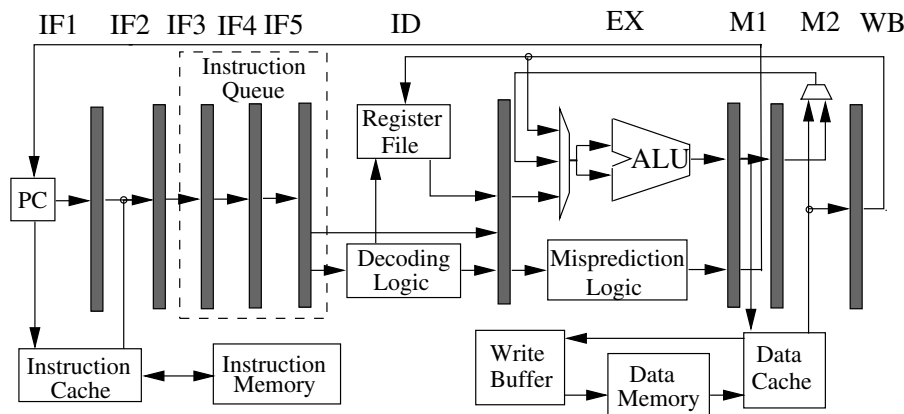 IF1 IF2 IF3 IF4 IF5 ID EX M1 M2 WB
Instruction
Queue
Register
File
ALU
PC
Decoding
Logic
Misprediction
Logic
Instruction
Cache
Instruction
Memory
Write
Buffer
Data
Memory
Data
Cache